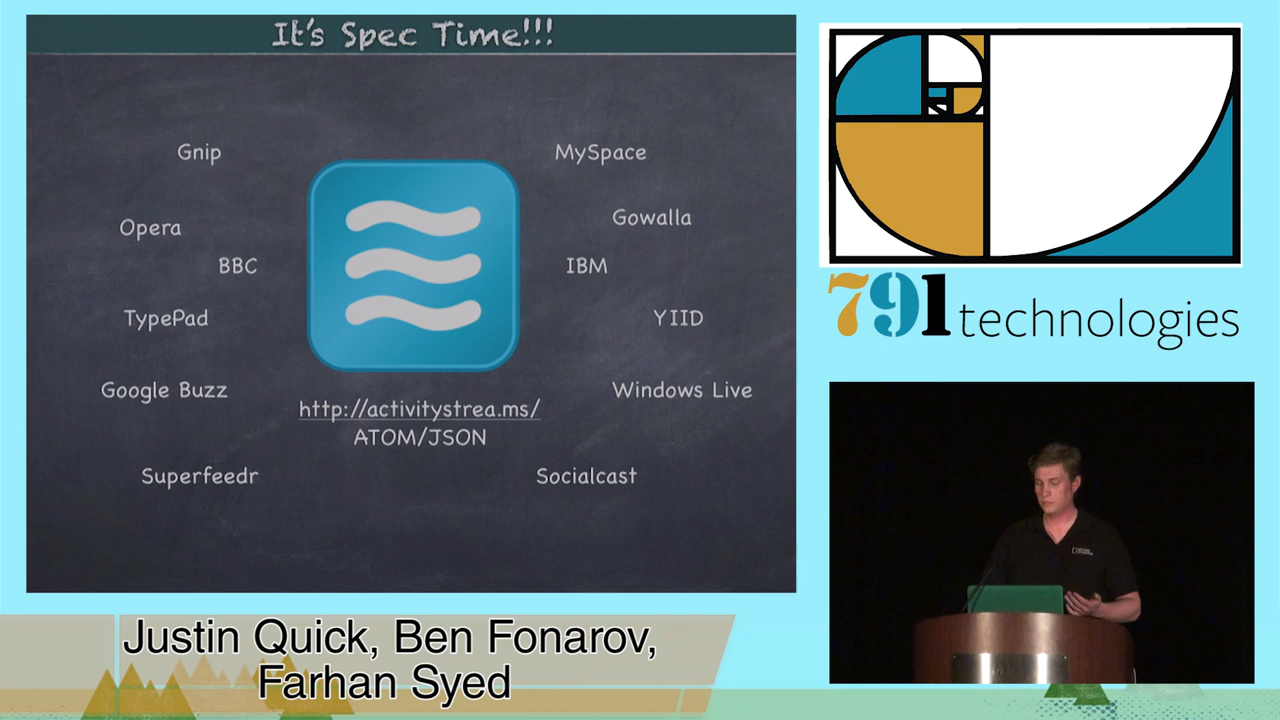 It's Spec Time!!!
Gnip
MySpace
Opera
Gowalla
BBC
IBM
TypePad
YIID
Google Buzz
Windows Live
http://activitystrea.ms/
ATOM/JSON
Superfeedr
Socialcast
791 technologies
Justin Quick, Ben Fonarov,
Farhan Syed